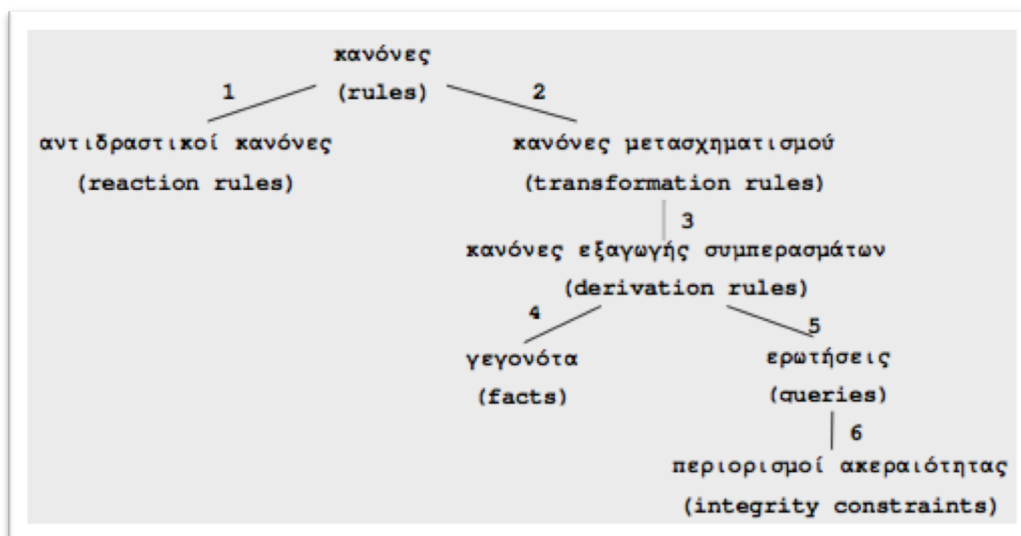 κανόνες
1 (rules) 2
αντιδραστικοί κανόνες κανόνες μετασχηματισμού
(reaction rules) (transformation rules)
3
κανόνες εξαγωγής συμπερασμάτων
(derivation rules)
4 5
γεγονότα ερωτήσεις
(facts) (queries)
6
περιορισμοί ακεραιότητας
(integrity constraints)